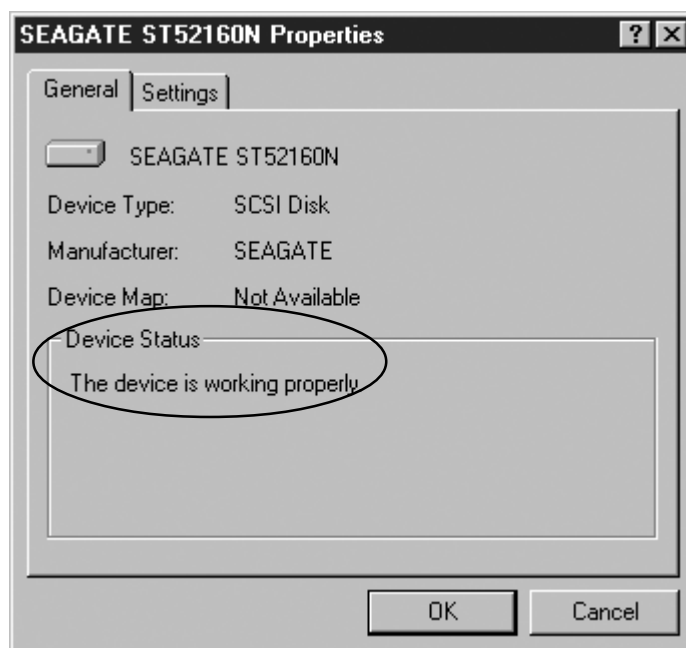 SEAGATE ST52160N Properties ? X
General Settings
SEAGATE ST52160N
Device Type: SCSI Disk
Manufacturer: SEAGATE
Device Map: Not Available
Device Status
The device is working properly.
OK Cancel